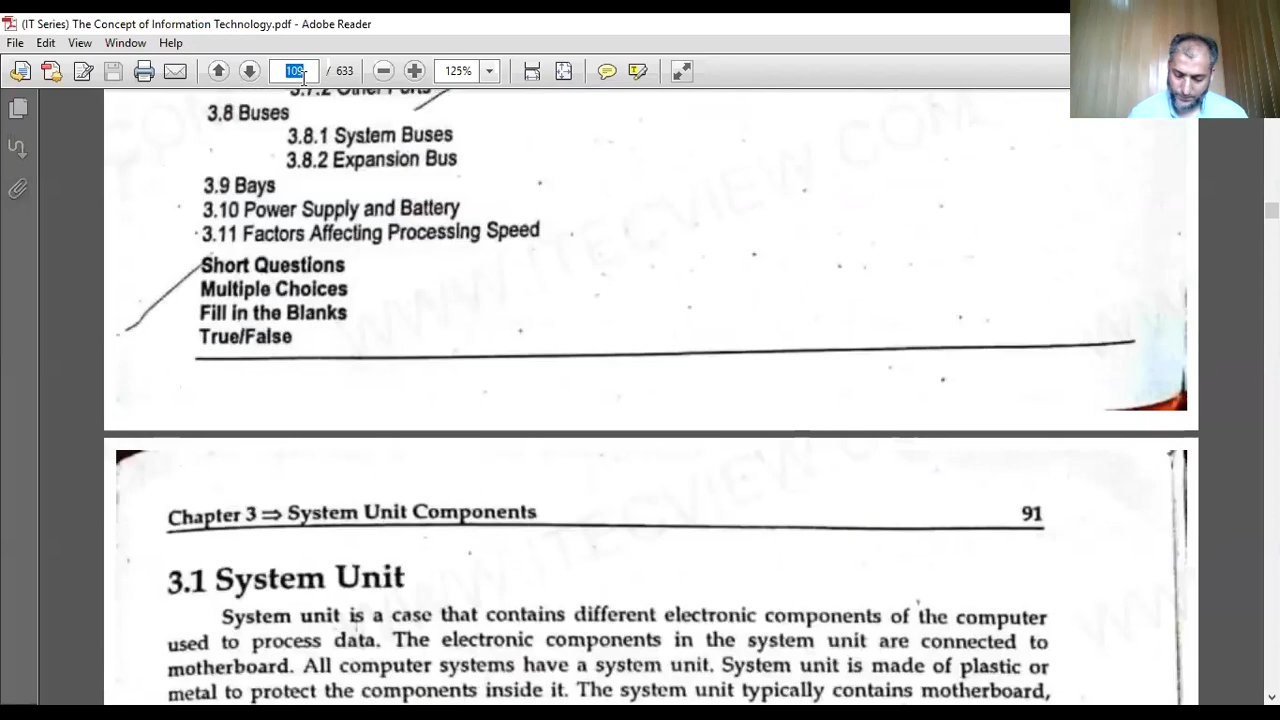 (IT Series) The Concept of Information Technology.pdf - Adobe Reader
File Edit View Window Help
109 / 633 125%
3.7.2 Other Ports
3.8 Buses
3.8.1 System Buses
3.8.2 Expansion Bus
3.9 Bays
3.10 Power Supply and Battery
3.11 Factors Affecting Processing Speed
Short Questions
Multiple Choices
Fill in the Blanks
True/False
Chapter 3 ⇒ System Unit Components 91
3.1 System Unit
System unit is a case that contains different electronic components of the computer
used to process data. The electronic components in the system unit are connected to
motherboard. All computer systems have a system unit. System unit is made of plastic or
metal to protect the components inside it. The system unit typically contains motherboard,